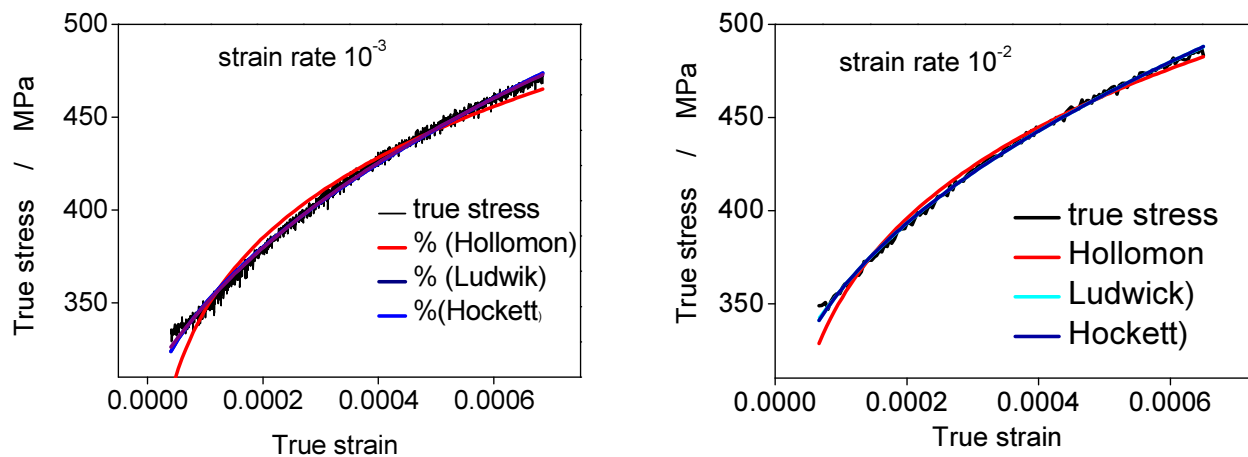 strain rate 10⁻³
True stress / MPa
500
450
400
350
true stress
% (Hollomon)
% (Ludwik)
%(Hockett)
0.0000 0.0002 0.0004 0.0006
True strain
strain rate 10⁻²
True stress / MPa
500
450
400
350
true stress
Hollomon
Ludwick)
Hockett)
0.0000 0.0002 0.0004 0.0006
True strain